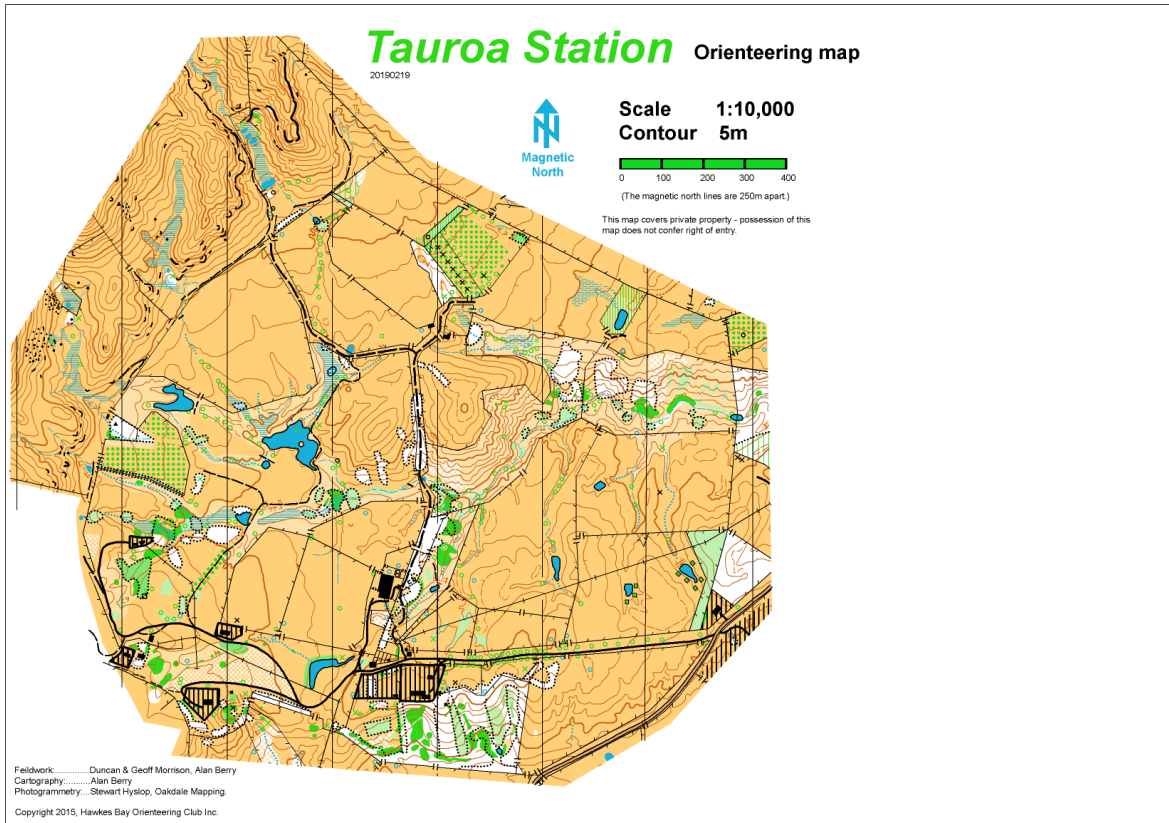 Tauroa Station Orienteering map
20190219
Scale 1:10,000
Contour 5m
Magnetic
North
0 100 200 300 400
(The magnetic north lines are 250m apart.)
This map covers private property - possession of this
map does not confer right of entry.
Feildwork:............Duncan & Geoff Morrison, Alan Berry
Cartography:.........Alan Berry
Photogrammetry:...Stewart Hyslop, Oakdale Mapping.
Copyright 2015, Hawkes Bay Orienteering Club Inc.